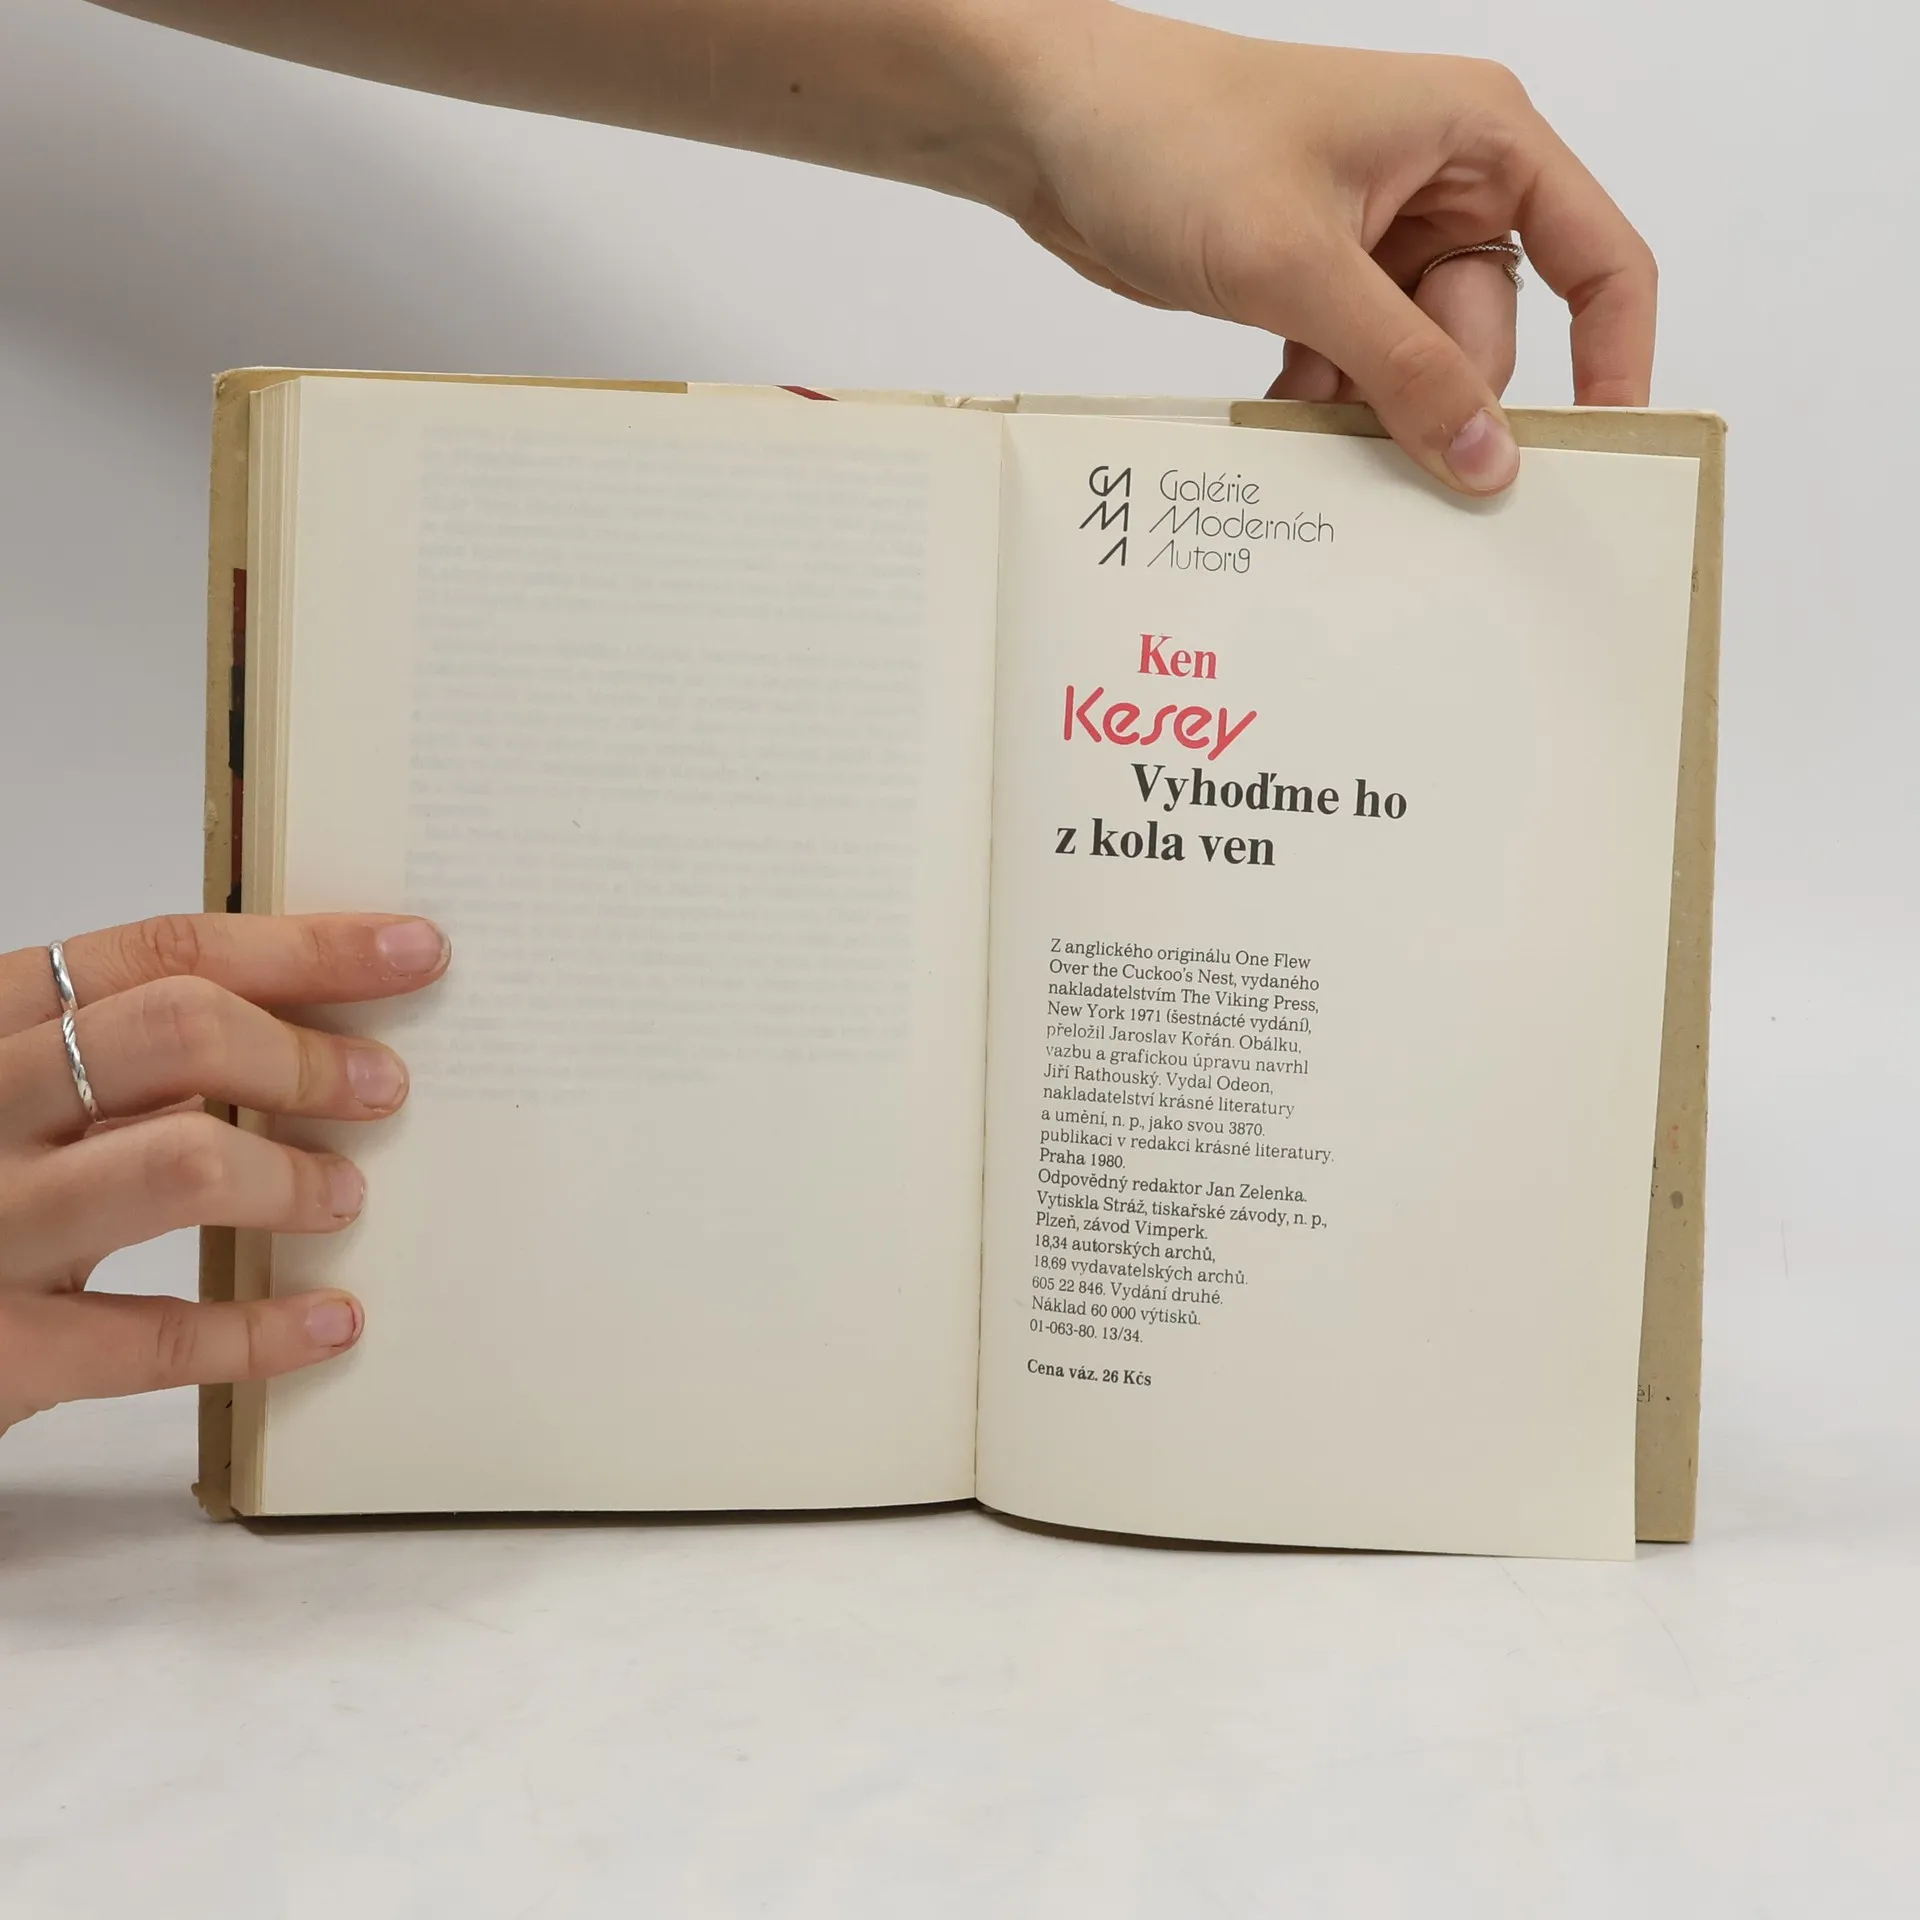 GMA
Galérie
Moderních
Autorů
Ken
Kesey
Vyhoďme ho
z kola ven
Z anglického originálu One Flew
Over the Cuckoo's Nest, vydaného
nakladatelstvím The Viking Press,
New York 1971 (šestnácté vydání),
přeložil Jaroslav Kořán. Obálku,
vazbu a grafickou úpravu navrhl
Jiří Rathouský. Vydal Odeon,
nakladatelství krásné literatury
a umění, n. p., jako svou 3870.
publikaci v redakci krásné literatury.
Praha 1980.
Odpovědný redaktor Jan Zelenka.
Vytiskla Stráž, tiskařské závody, n. p.,
Plzeň, závod Vimperk.
18,34 autorských archů,
18,69 vydavatelských archů.
605 22 846. Vydání druhé.
Náklad 60 000 výtisků.
01-063-80. 13/34.
Cena váz. 26 Kčs